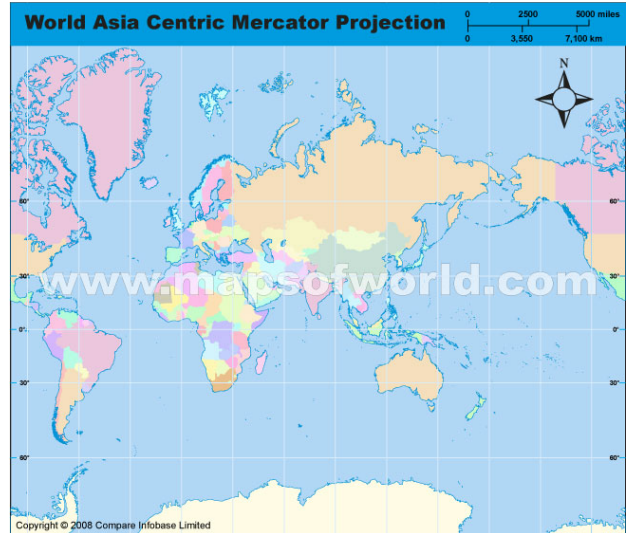 World Asia Centric Mercator Projection
0 2500 5000 miles
0 3,550 7,100 km
N
60° 60°
30° 30°
www.mapsofworld.com
0° 0°
30° 30°
60° 60°
Copyright © 2008 Compare Infobase Limited